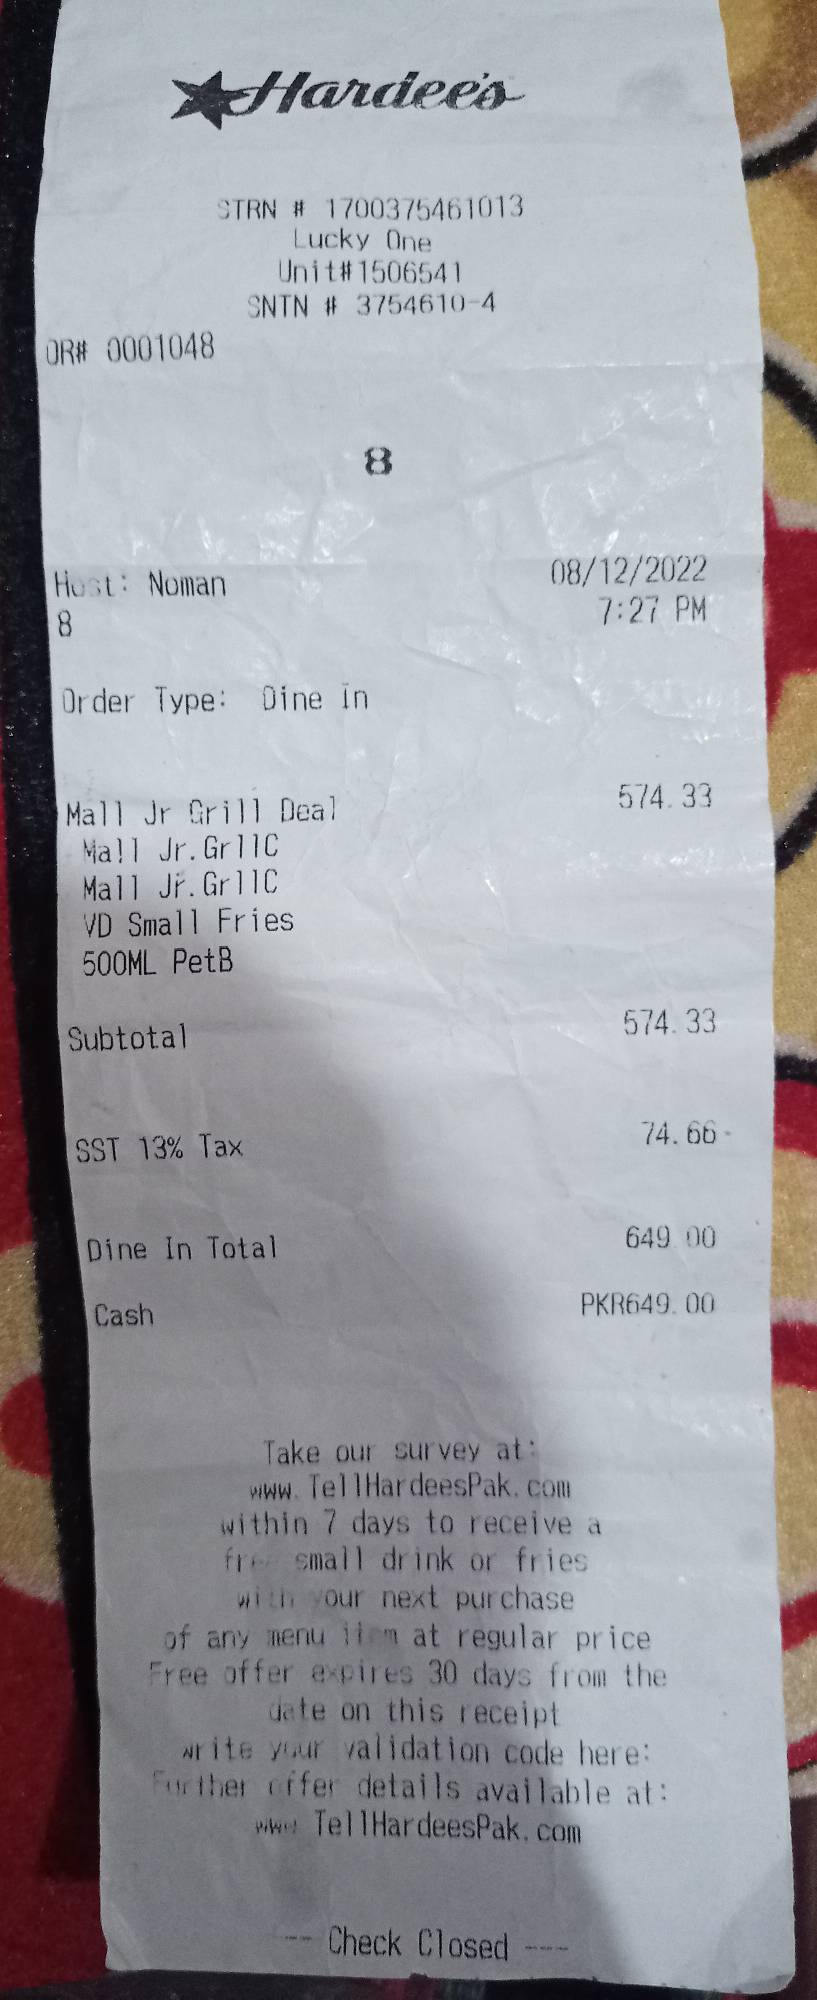 Hardee's
STRN # 1700375461013
Lucky One
Unit#1506541
SNTN # 3754610-4
OR# 0001048
8
Host: Noman 08/12/2022
8 7:27 PM
Order Type: Dine in
Mall Jr Grill Deal 574.33
Mall Jr.GrllC
Mall Jr.GrllC
VD Small Fries
500ML PetB
Subtotal 574.33
SST 13% Tax 74.66
Dine In Total 649.00
Cash PKR649.00
Take our survey at:
www.TellHardeesPak.com
within 7 days to receive a
free small drink or fries
with your next purchase
of any menu item at regular price
Free offer expires 30 days from the
date on this receipt
write your validation code here:
Further offer details available at:
www.TellHardeesPak.com
-- Check Closed ---